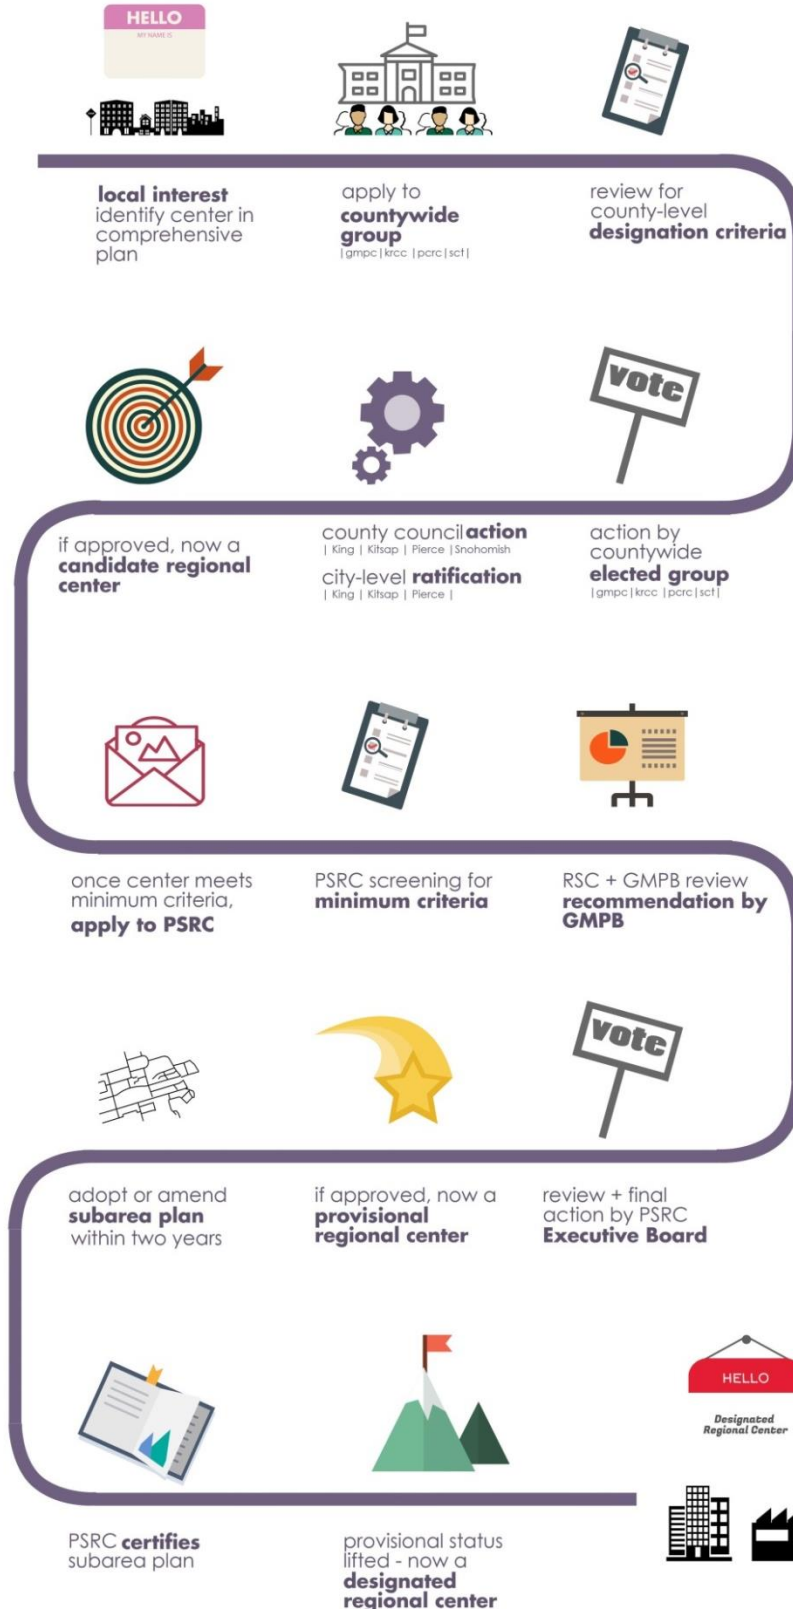 HELLO
MY NAME IS
local interest
identify center in
comprehensive
plan
apply to
countywide
group
|gmpc|krcc |pcrc|sct|
review for
county-level
designation criteria
vote
if approved, now a
candidate regional
center
county council action
| King | Kitsap | Pierce |Snohomish
city-level ratification
| King | Kitsap | Pierce |
action by
countywide
elected group
|gmpc|krcc |pcrc|sct|
once center meets
minimum criteria,
apply to PSRC
PSRC screening for
minimum criteria
RSC + GMPB review
recommendation by
GMPB
vote
adopt or amend
subarea plan
within two years
if approved, now a
provisional
regional center
review + final
action by PSRC
Executive Board
HELLO
Designated
Regional Center
PSRC certifies
subarea plan
provisional status
lifted - now a
designated
regional center